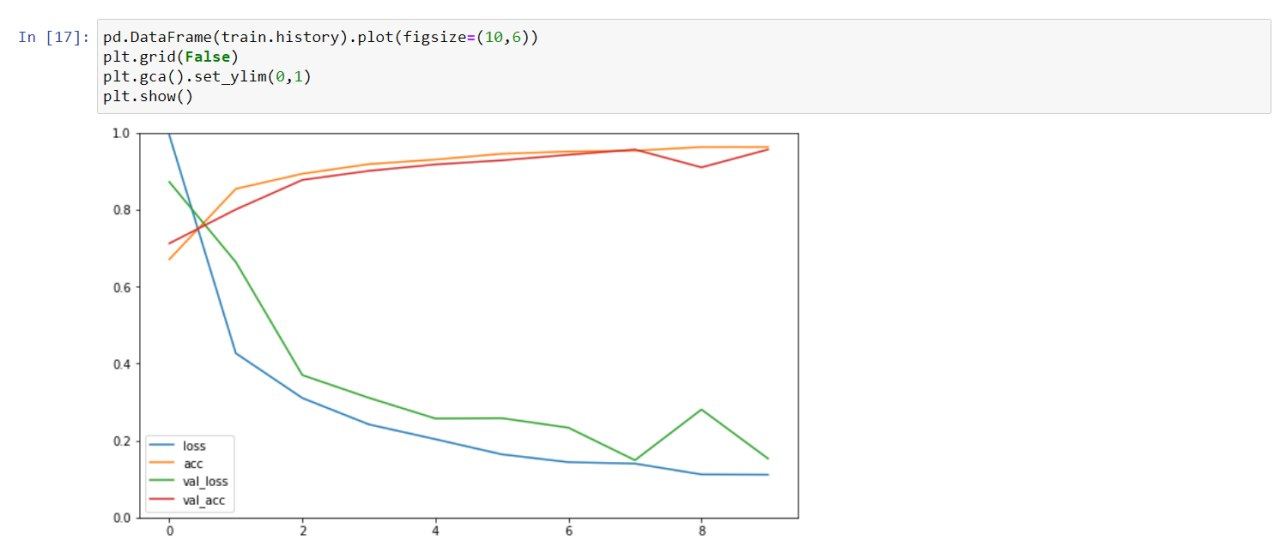 In [17]: pd.DataFrame(train.history).plot(figsize=(10,6))
plt.grid(False)
plt.gca().set_ylim(0,1)
plt.show()
1.0
0.8
0.6
0.4
0.2
0.0
loss
acc
val_loss
val_acc
0 2 4 6 8